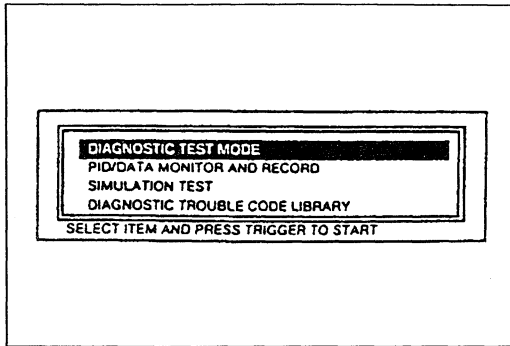 DIAGNOSTIC TEST MODE
PID/DATA MONITOR AND RECORD
SIMULATION TEST
DIAGNOSTIC TROUBLE CODE LIBRARY
SELECT ITEM AND PRESS TRIGGER TO START